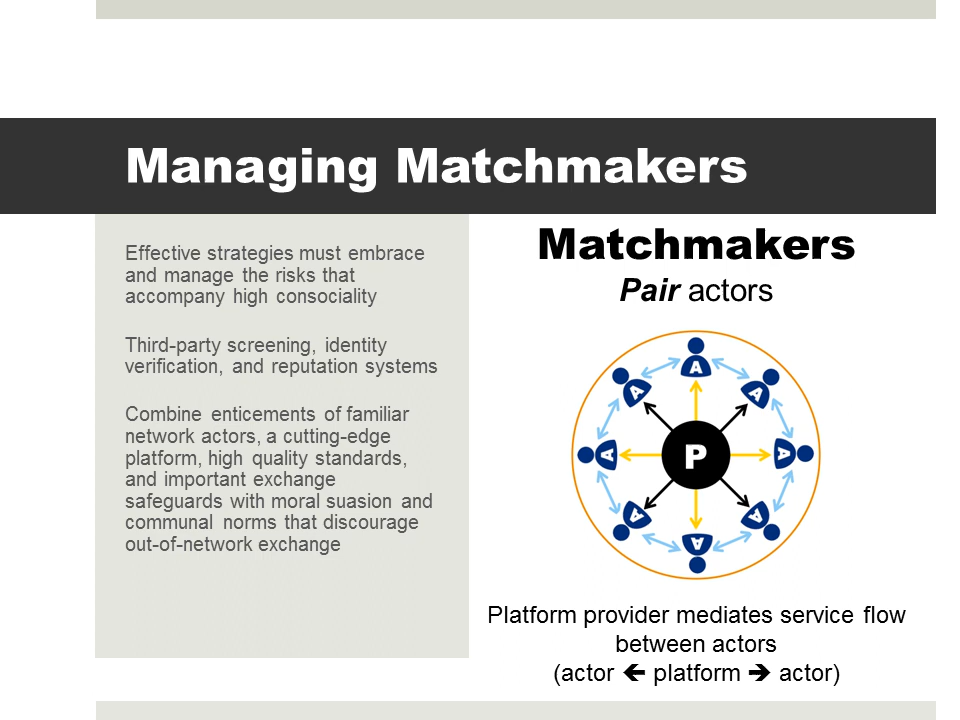 Managing Matchmakers
Effective strategies must embrace
and manage the risks that
accompany high consociality
Third-party screening, identity
verification, and reputation systems
Combine enticements of familiar
network actors, a cutting-edge
platform, high quality standards,
and important exchange
safeguards with moral suasion and
communal norms that discourage
out-of-network exchange
Matchmakers
Pair actors
A
A
A
A
A
A
A
A
P
Platform provider mediates service flow
between actors
(actor 🡸 platform 🡺 actor)